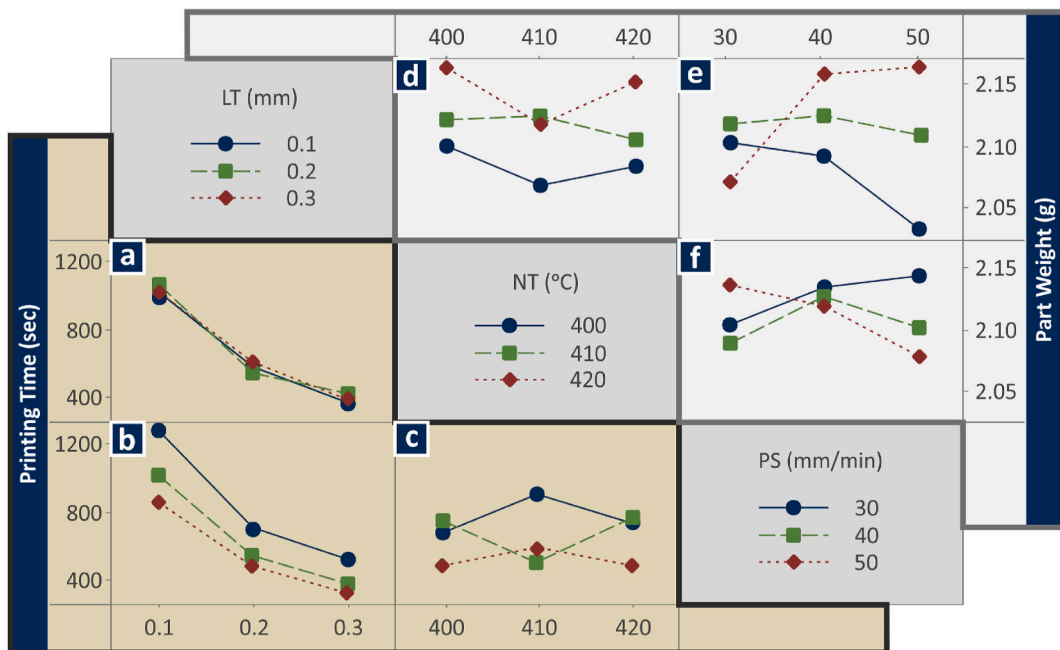 400 410 420 30 40 50
d e
LT (mm)
0.1
0.2
0.3
2.15
2.10
2.05
Part Weight (g)
Printing Time (sec)
a
1200
800
400
NT (°C)
400
410
420
f
2.15
2.10
2.05
b c
1200
800
400
PS (mm/min)
30
40
50
0.1 0.2 0.3 400 410 420